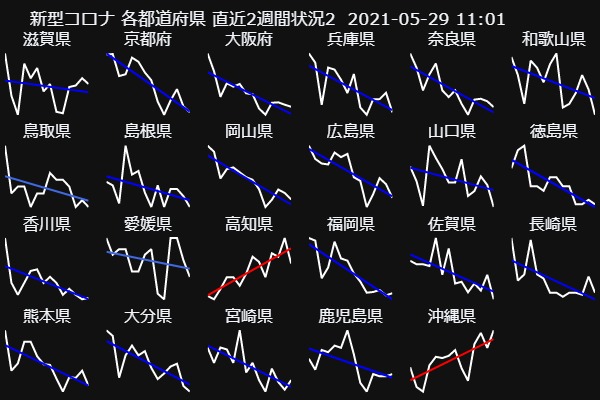 新型コロナ 各都道府県 直近2週間状況2 2021-05-29 11:01
滋賀県 京都府 大阪府 兵庫県 奈良県 和歌山県
鳥取県 島根県 岡山県 広島県 山口県 徳島県
香川県 愛媛県 高知県 福岡県 佐賀県 長崎県
熊本県 大分県 宮崎県 鹿児島県 沖縄県